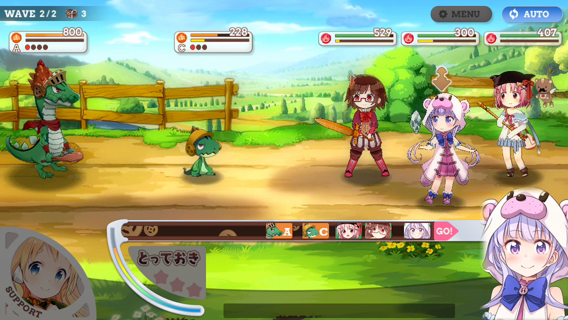 WAVE 2/2 3
MENU
AUTO
800
A
228
C
529
300
407
A
C
GO!
とっておき
SUPPORT